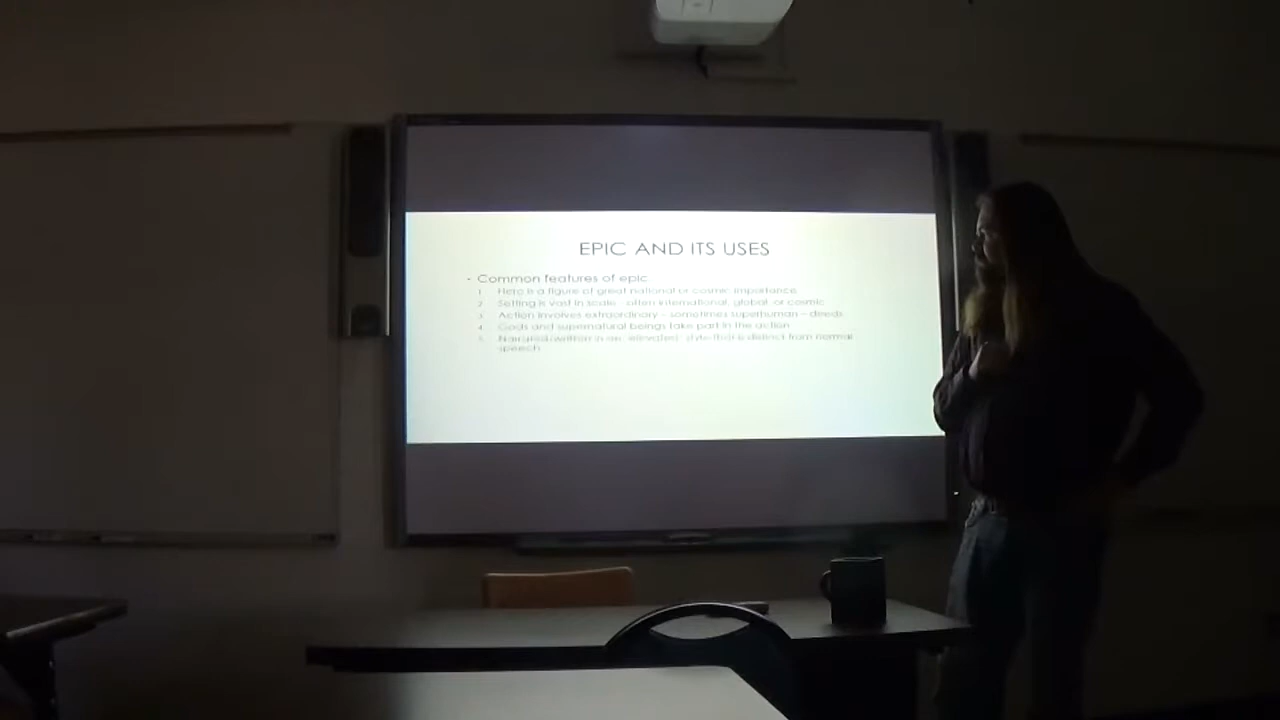 EPIC AND ITS USES
- Common features of epic
1. Hero is a figure of great national or cosmic importance
2. Setting is vast in scale - often international, global or cosmic
3. Action involves extraordinary – sometimes superhuman – deeds
4. Gods and supernatural beings take part in the action
5. written in an elevated style that is distinct from normal
speech